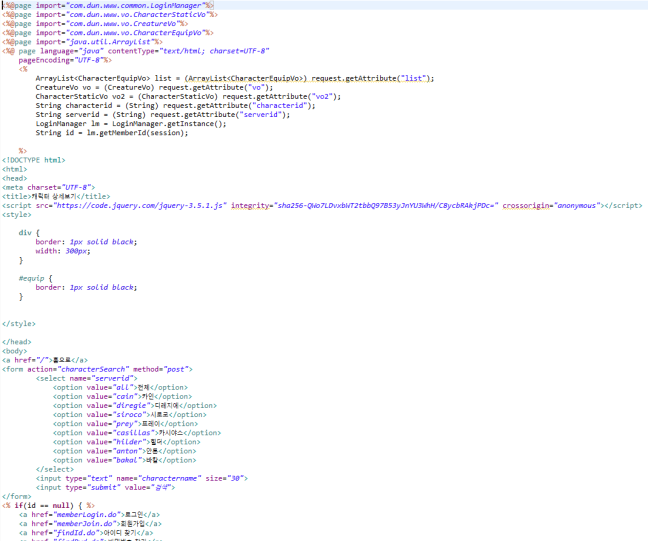 <%@page import="com.dun.www.common.LoginManager"%>
<%@page import="com.dun.www.vo.CharacterStaticVo"%>
<%@page import="com.dun.www.vo.CreatureVo"%>
<%@page import="com.dun.www.vo.CharacterEquipVo"%>
<%@page import="java.util.ArrayList"%>
<%@ page language="java" contentType="text/html; charset=UTF-8"
pageEncoding="UTF-8"%>
<%
ArrayList<CharacterEquipVo> list = (ArrayList<CharacterEquipVo>) request.getAttribute("list");
CreatureVo vo = (CreatureVo) request.getAttribute("vo");
CharacterStaticVo vo2 = (CharacterStaticVo) request.getAttribute("vo2");
String characterid = (String) request.getAttribute("characterid");
String serverid = (String) request.getAttribute("serverid");
LoginManager lm = LoginManager.getInstance();
String id = lm.getMemberId(session);
%>
<!DOCTYPE html>
<html>
<head>
<meta charset="UTF-8">
<title>캐릭터 상세보기</title>
<script src="https://code.jquery.com/jquery-3.5.1.js" integrity="sha256-QWo7LDvxbWT2tbbQ97B53yJnYU3WhH/C8ycbRAkjPDc=" crossorigin="anonymous"></script>
<style>
div {
border: 1px solid black;
width: 300px;
}
#equip {
border: 1px solid black;
}
</style>
</head>
<body>
<a href="/">홈으로</a>
<form action="characterSearch" method="post">
<select name="serverid">
<option value="all">전체</option>
<option value="cain">카인</option>
<option value="diregie">디레지에</option>
<option value="siroco">시로코</option>
<option value="prey">프레이</option>
<option value="casillas">카시야스</option>
<option value="hilder">힐더</option>
<option value="anton">안톤</option>
<option value="bakal">바칼</option>
</select>
<input type="text" name="charactername" size="30">
<input type="submit" value="검색">
</form>
<% if(id == null) { %>
<a href="memberLogin.do">로그인</a>
<a href="memberJoin.do">회원가입</a>
<a href="findId.do">아이디 찾기</a>